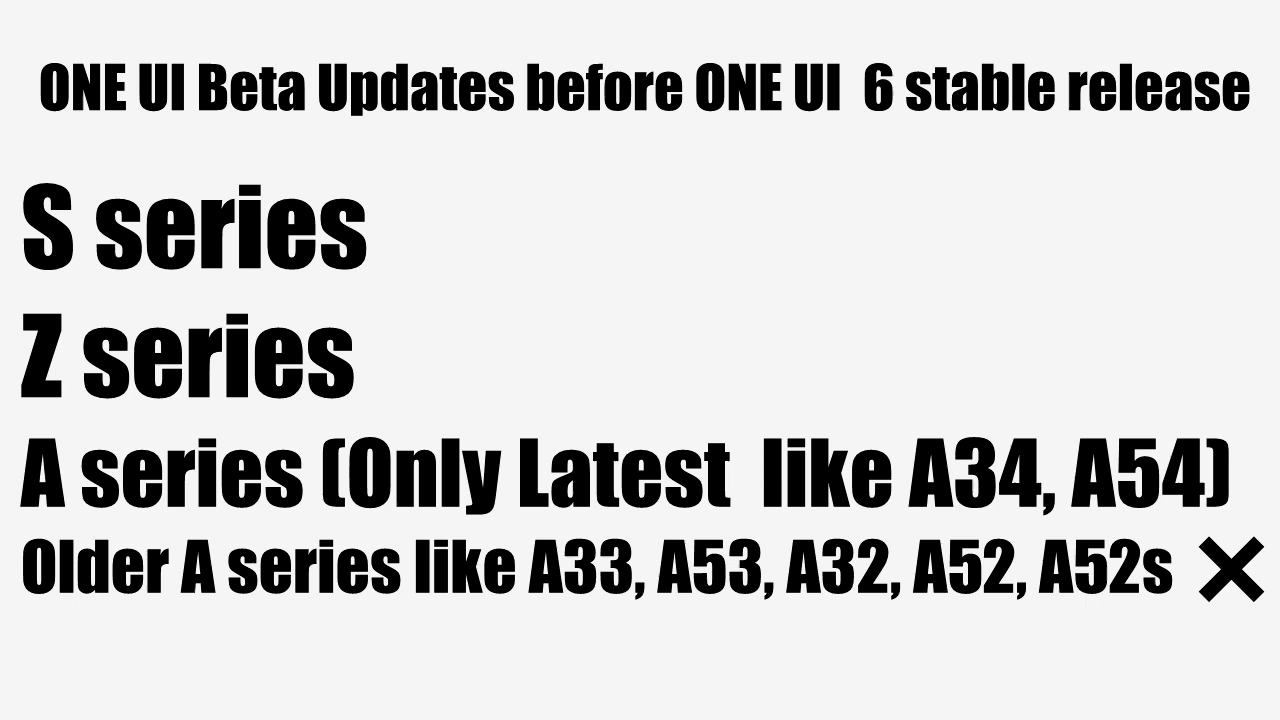 ONE UI Beta Updates before ONE UI 6 stable release
S series
Z series
A series (Only Latest like A34, A54)
Older A series like A33, A53, A32, A52, A52s ✕